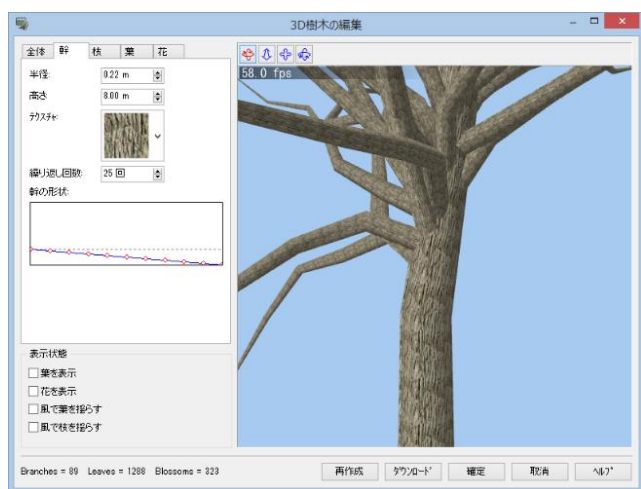 3D樹木の編集
全体 幹 枝 葉 花
半径: 0.22 m
高さ 8.00 m
テクスチャ:
繰り返し回数: 25 回
幹の形状:
58.0 fps
表示状態
葉を表示
花を表示
風で葉を揺らす
風で枝を揺らす
Branches = 89 Leaves = 1288 Blossoms = 323
再作成 ダウンロード 確定 取消 ヘルプ